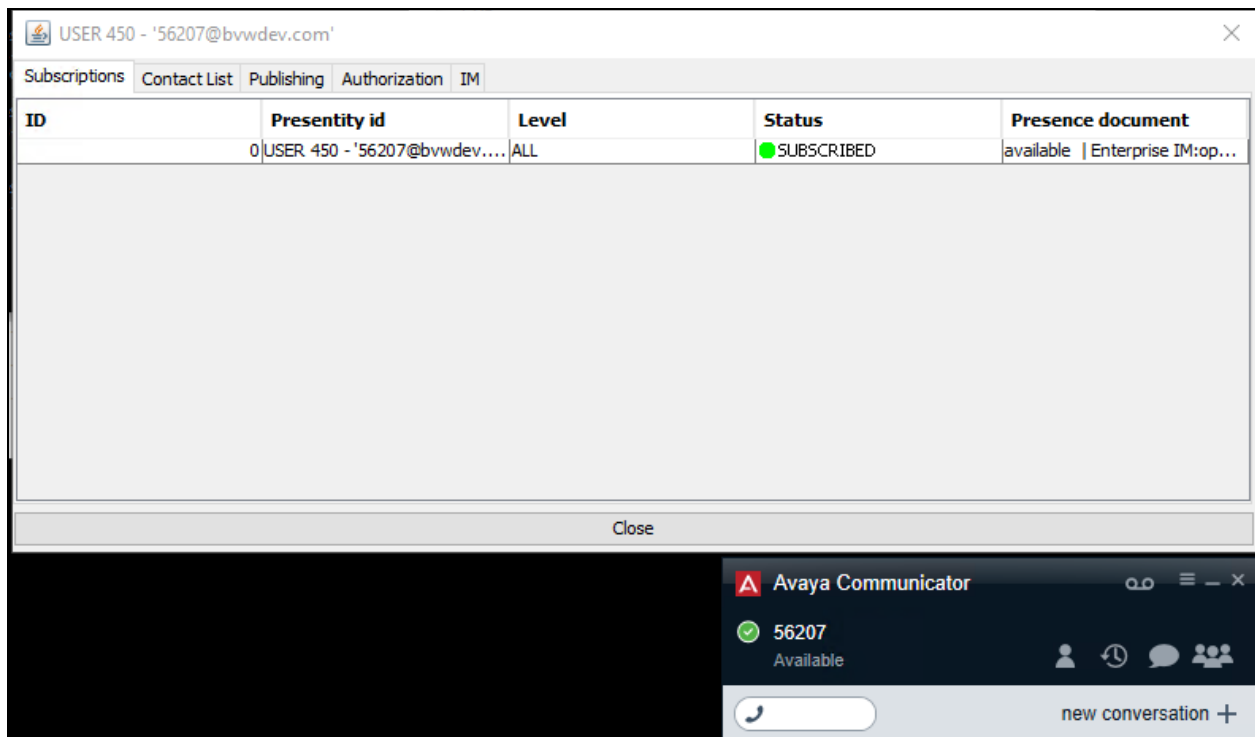 USER 450 - '56207@bvwdev.com'
Subscriptions Contact List Publishing Authorization IM
ID Presentity id Level Status Presence document
0 USER 450 - '56207@bvwdev.... ALL SUBSCRIBED available | Enterprise IM:op...
Close
A Avaya Communicator
56207
Available
new conversation +